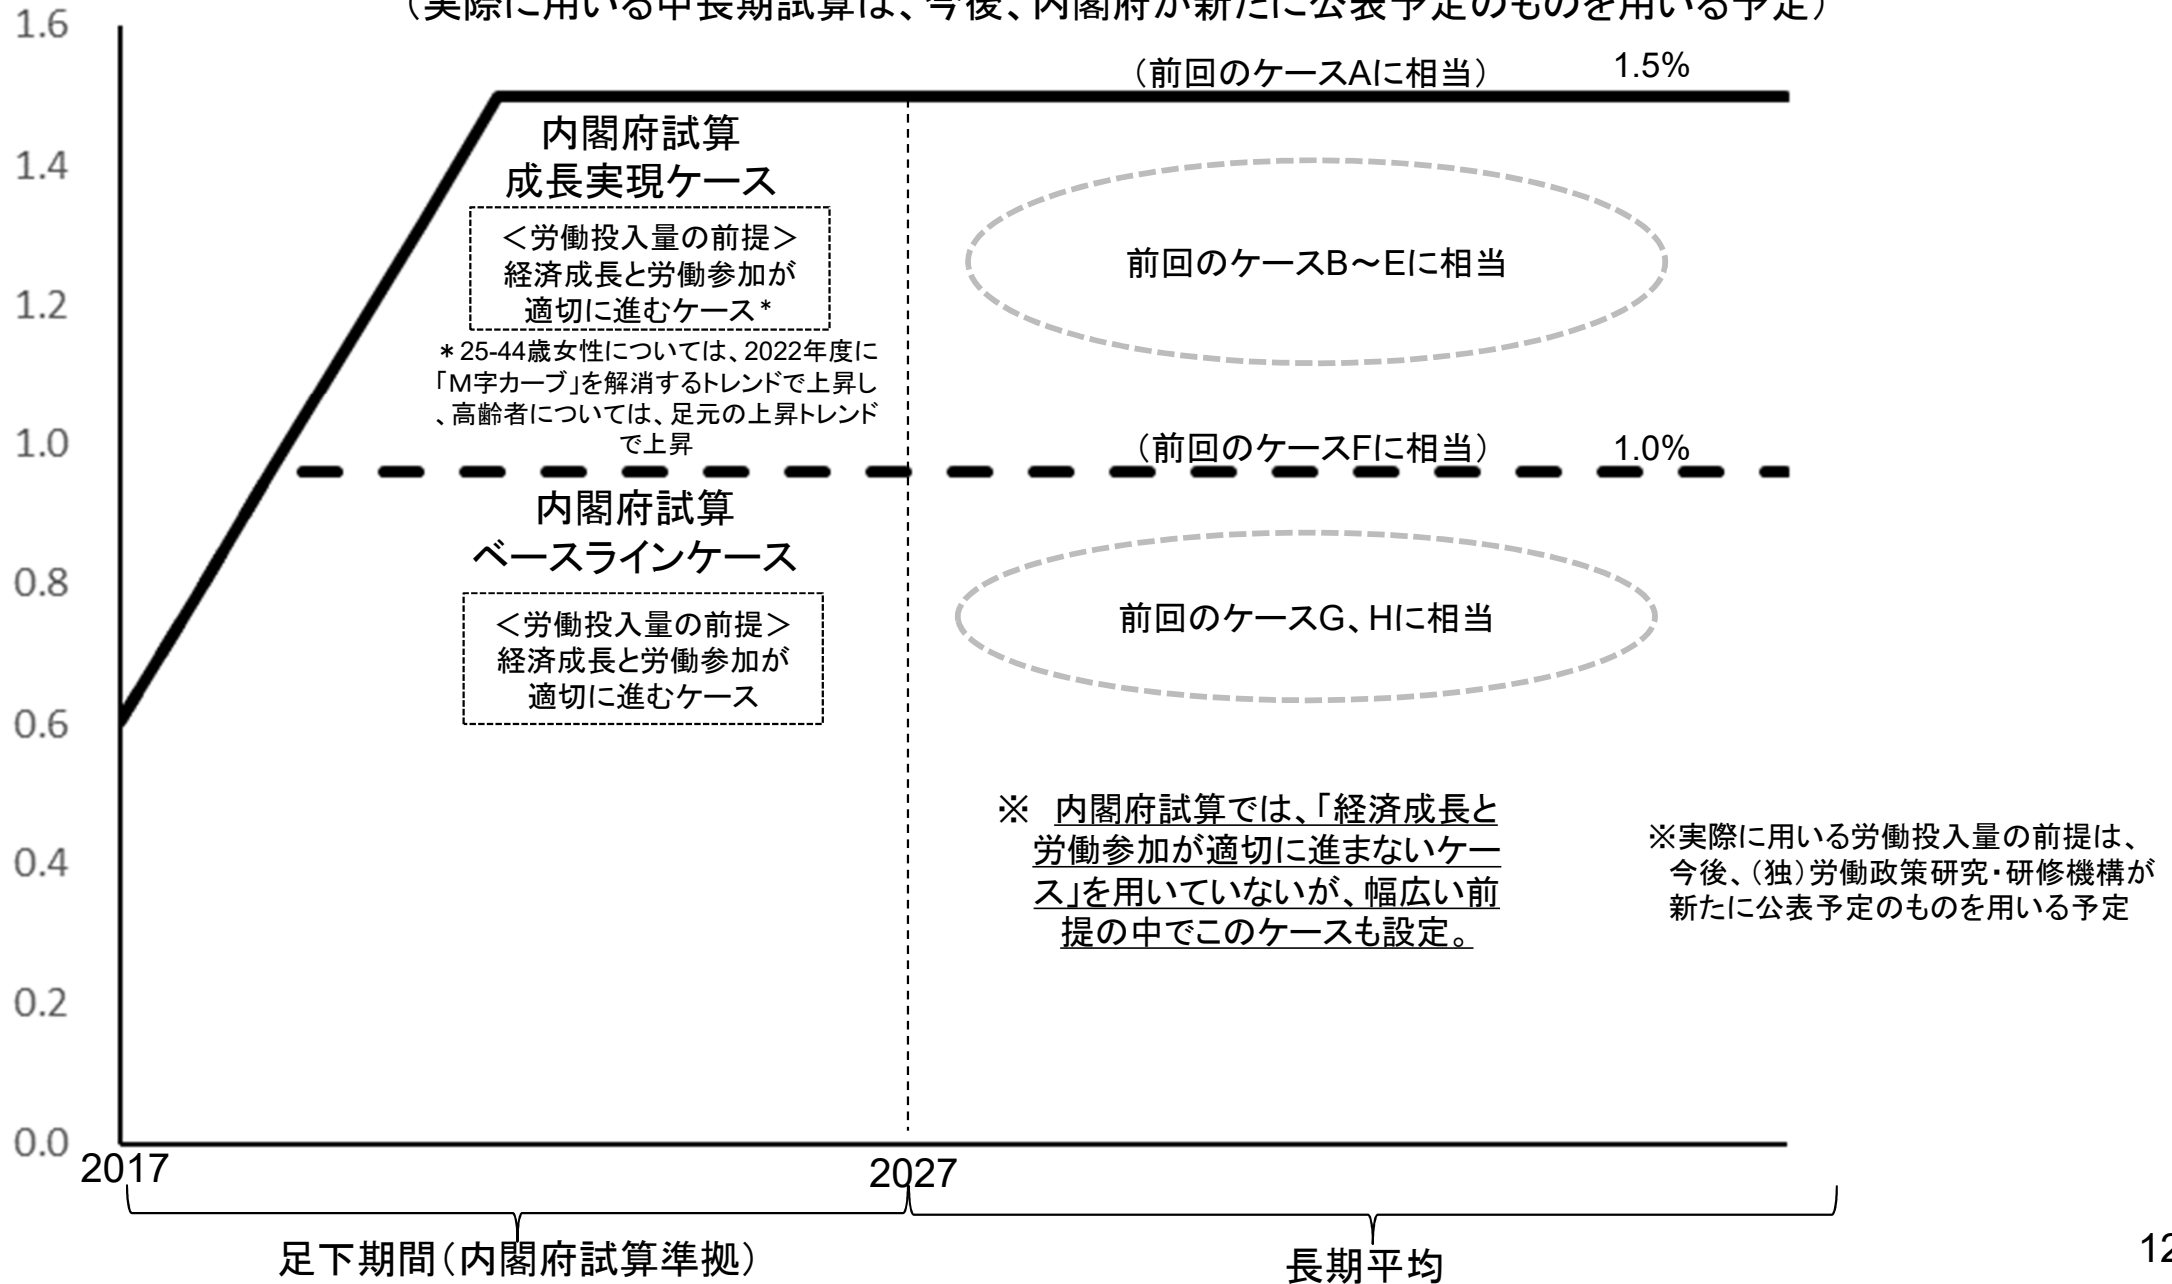 （実際に用いる中長期試算は、今後、内閣府が新たに公表予定のものを用いる予定）
1.6
1.4
1.2
1.0
0.8
0.6
0.4
0.2
0.0
（前回のケースAに相当）
1.5%
内閣府試算
成長実現ケース
＜労働投入量の前提＞
経済成長と労働参加が
適切に進むケース*
＊25-44歳女性については、2022年度に
「M字カーブ」を解消するトレンドで上昇し
、高齢者については、足元の上昇トレンド
で上昇
前回のケースB～Eに相当
（前回のケースFに相当）
1.0%
内閣府試算
ベースラインケース
＜労働投入量の前提＞
経済成長と労働参加が
適切に進むケース
前回のケースG、Hに相当
※ 内閣府試算では、「経済成長と
労働参加が適切に進まないケー
ス」を用いていないが、幅広い前
提の中でこのケースも設定。
※実際に用いる労働投入量の前提は、
今後、（独）労働政策研究・研修機構が
新たに公表予定のものを用いる予定
2017
2027
足下期間（内閣府試算準拠）
長期平均
12